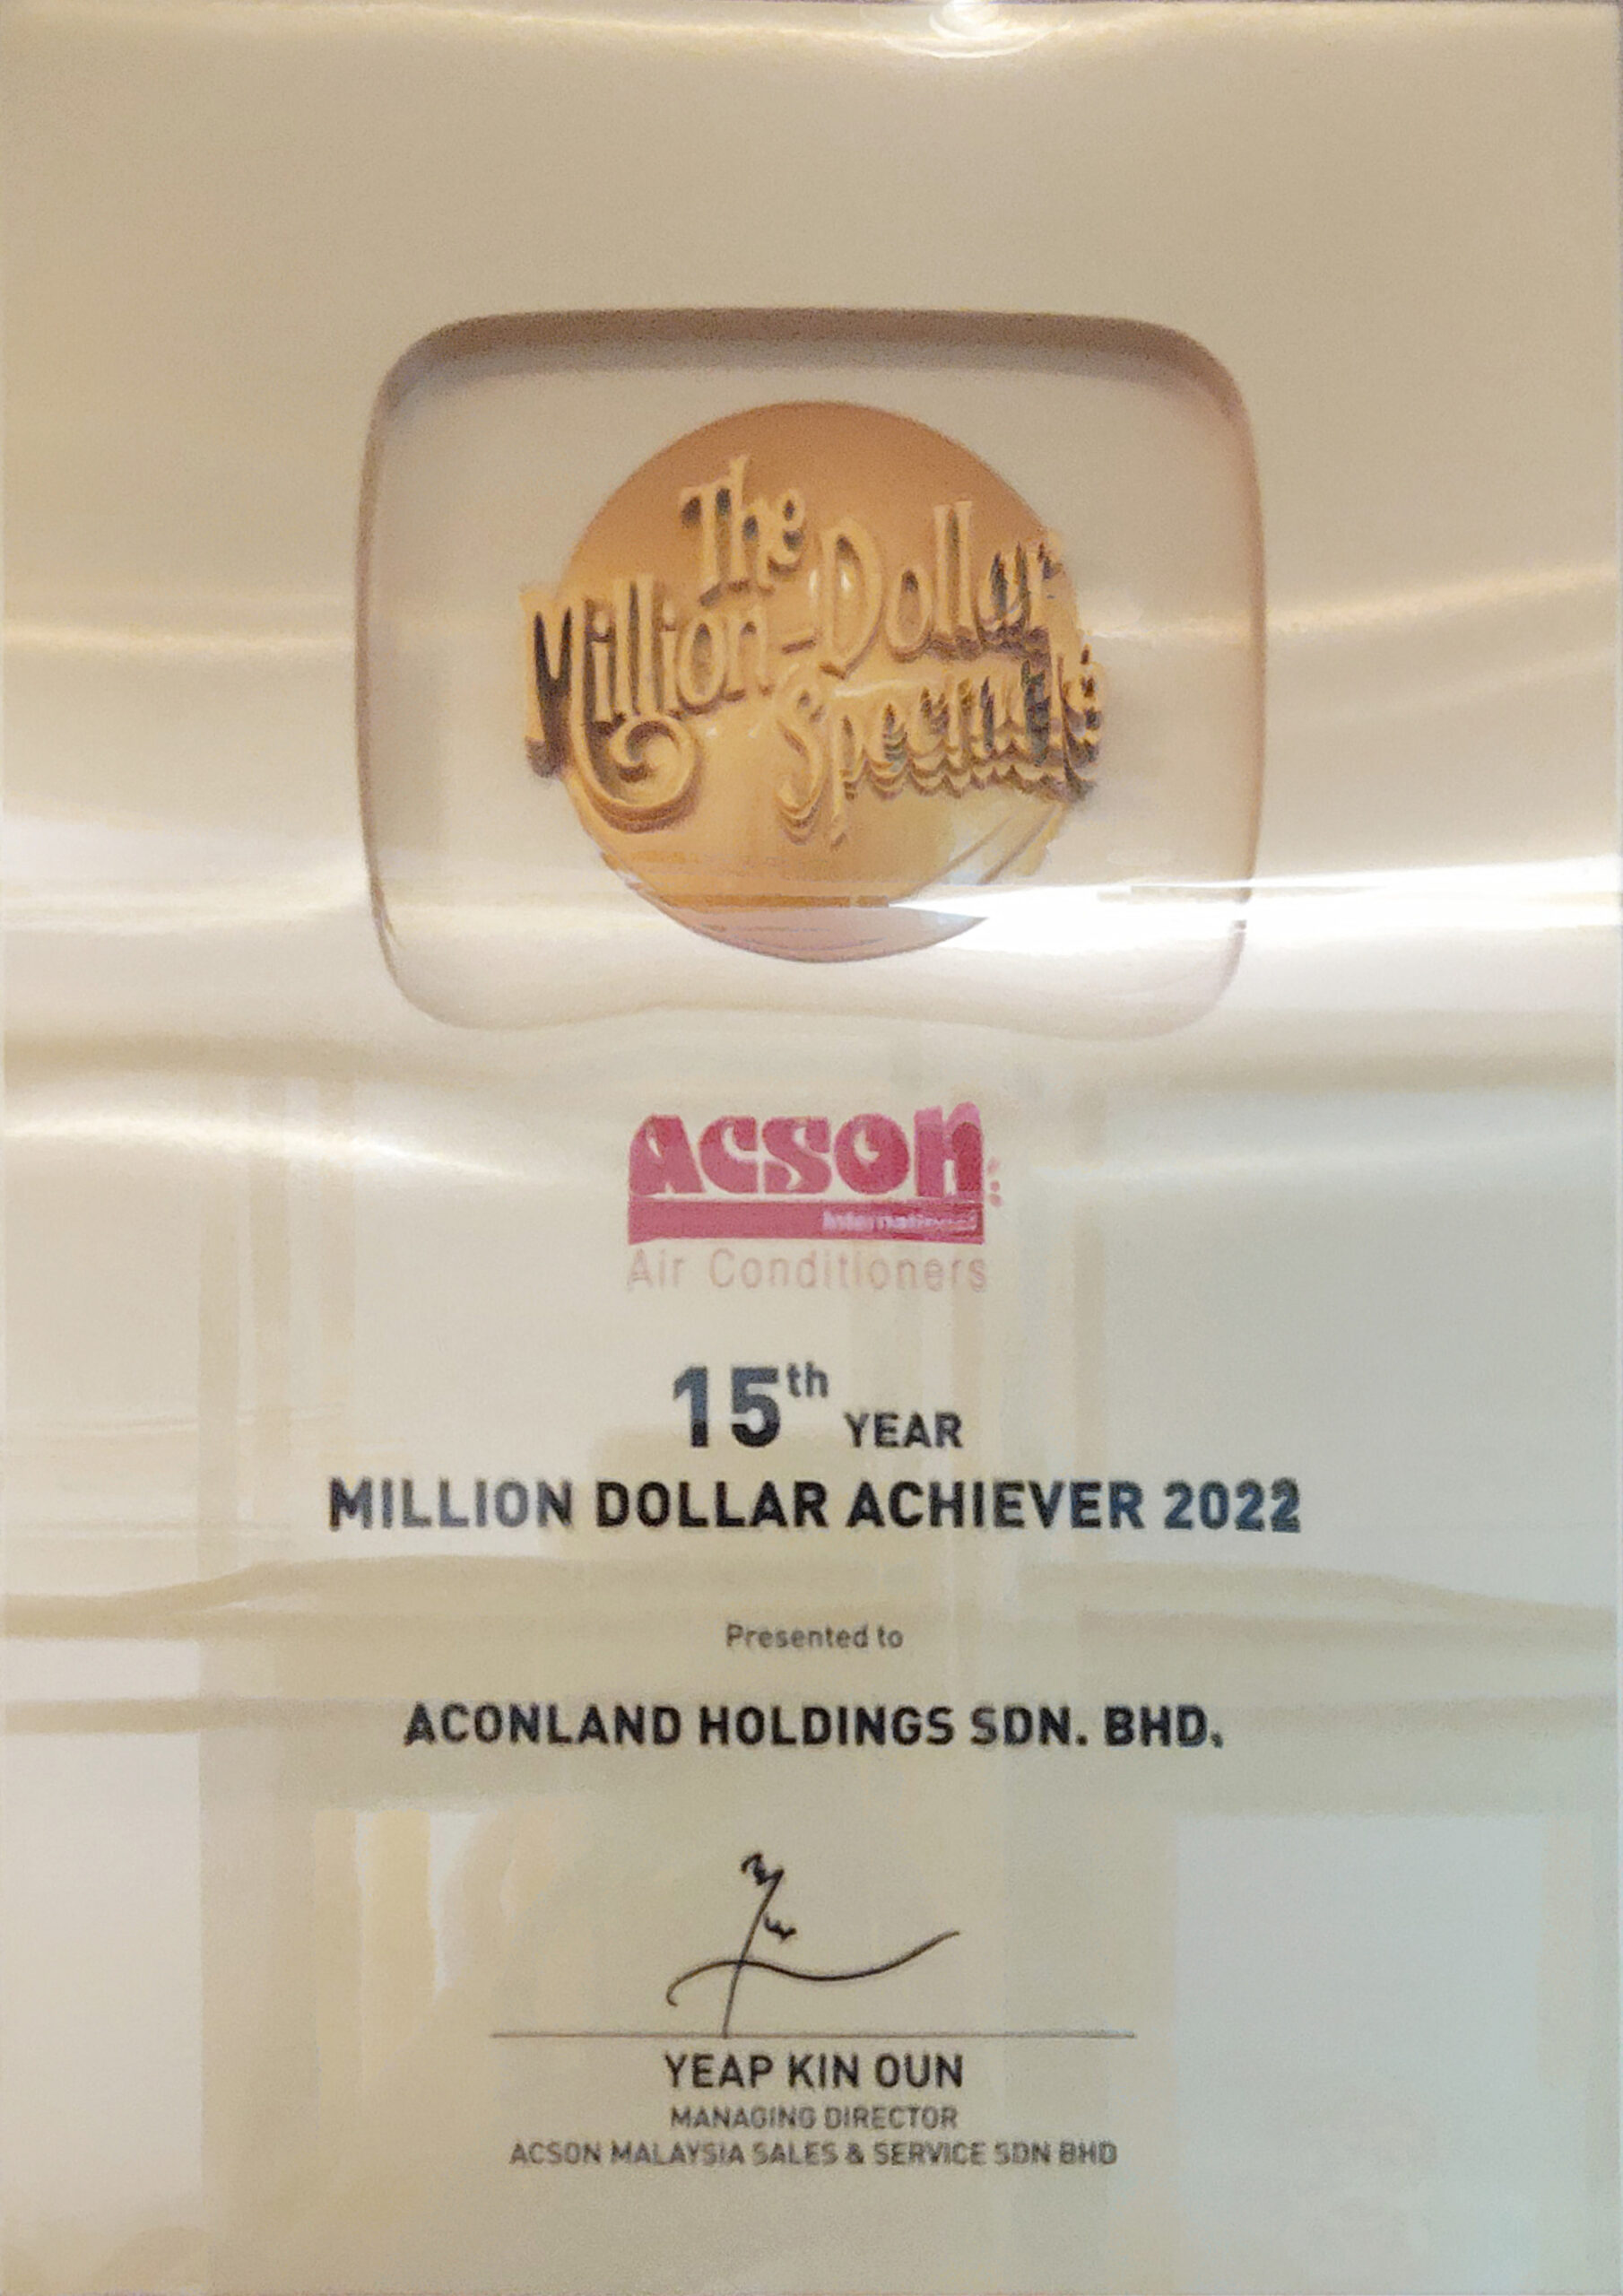 The
Million-Dollar
ACSON
International
Air Conditioners
15th YEAR
MILLION DOLLAR ACHIEVER 2022
Presented to
ACONLAND HOLDINGS SDN. BHD.
YEAP KIN OUN
MANAGING DIRECTOR
ACSON MALAYSIA SALES & SERVICE SDN BHD